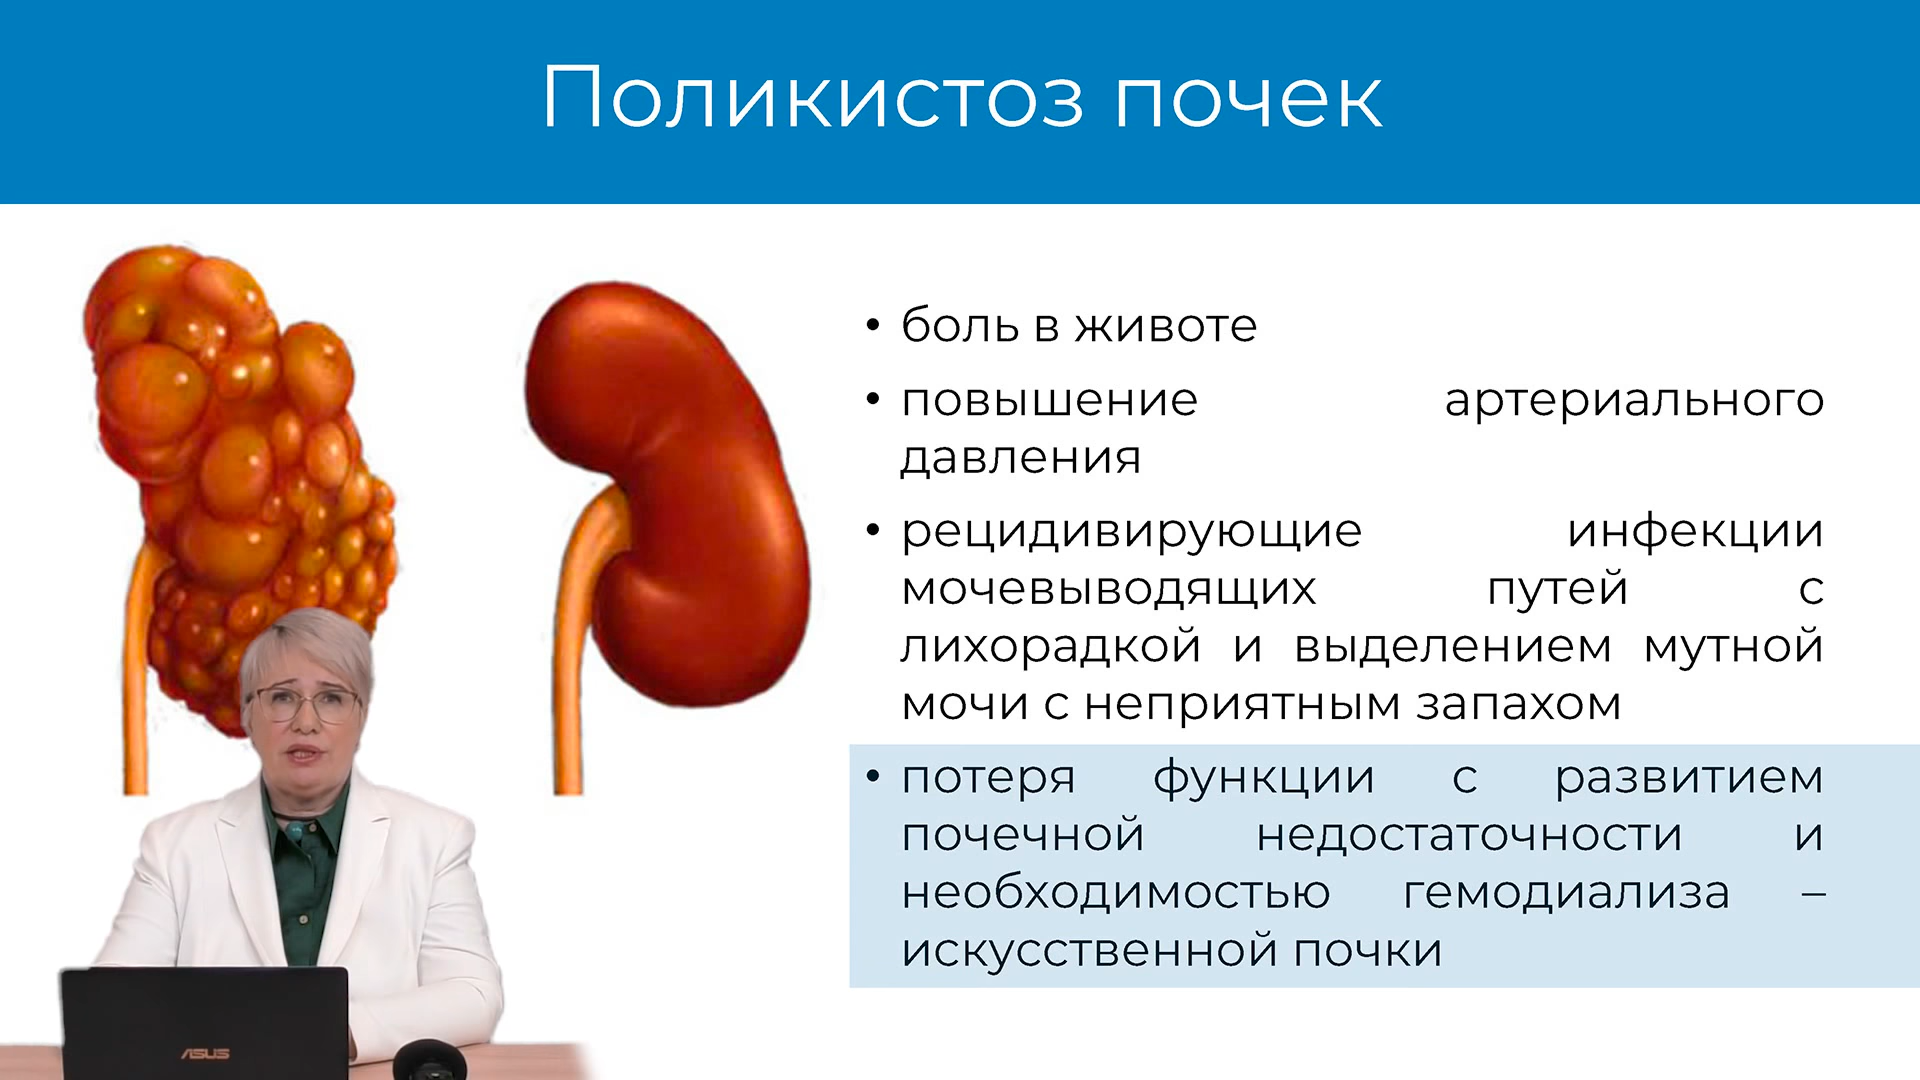 Поликистоз почек
• боль в животе
• повышение артериального
давления
• рецидивирующие инфекции
мочевыводящих путей с
лихорадкой и выделением мутной
мочи с неприятным запахом
• потеря функции с развитием
почечной недостаточности и
необходимостью гемодиализа –
искусственной почки
ASUS